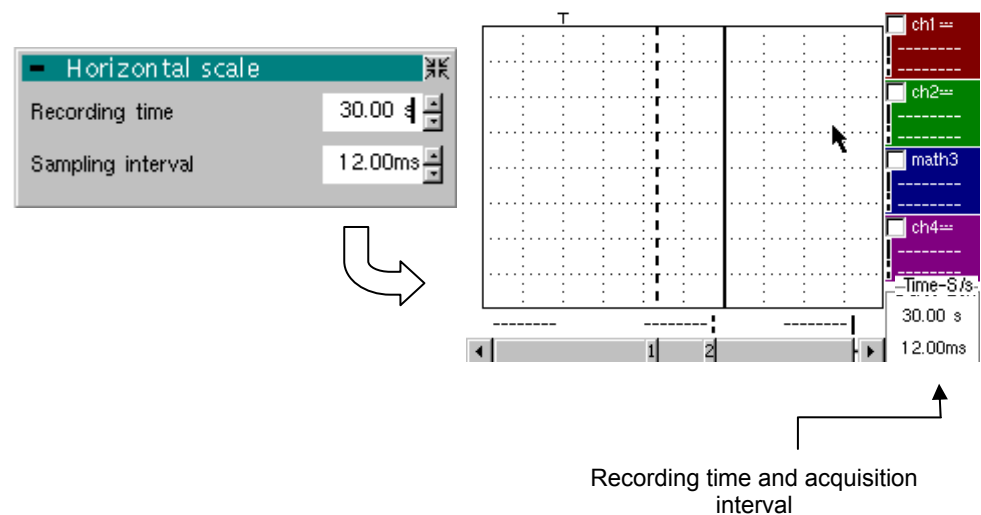 Horizontal scale
Recording time 30.00 s
Sampling interval 12.00ms
T
ch1
--------
--------
ch2
--------
--------
math3
--------
--------
ch4
--------
--------
Time-S/s
30.00 s
12.00ms
-------- -------- --------
1 2
Recording time and acquisition
interval